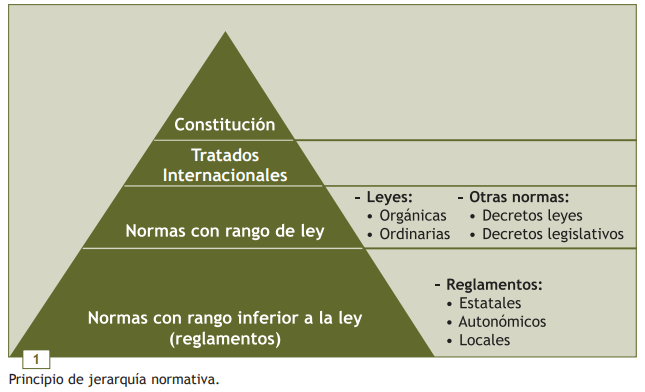 Constitución
Tratados
Internacionales
Normas con rango de ley
- Leyes:
• Orgánicas
• Ordinarias
- Otras normas:
• Decretos leyes
• Decretos legislativos
Normas con rango inferior a la ley
(reglamentos)
- Reglamentos:
• Estatales
• Autonómicos
• Locales
1
Principio de jerarquía normativa.